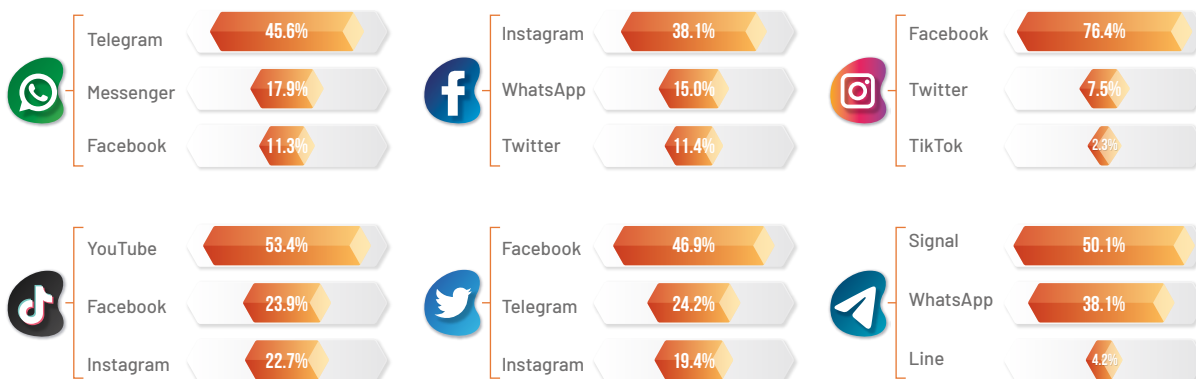 Telegram 45.6%
Messenger 17.9%
Facebook 11.3%
Instagram 38.1%
WhatsApp 15.0%
Twitter 11.4%
Facebook 76.4%
Twitter 7.5%
TikTok 2.3%
YouTube 53.4%
Facebook 23.9%
Instagram 22.7%
Facebook 46.9%
Telegram 24.2%
Instagram 19.4%
Signal 50.1%
WhatsApp 38.1%
Line 4.2%